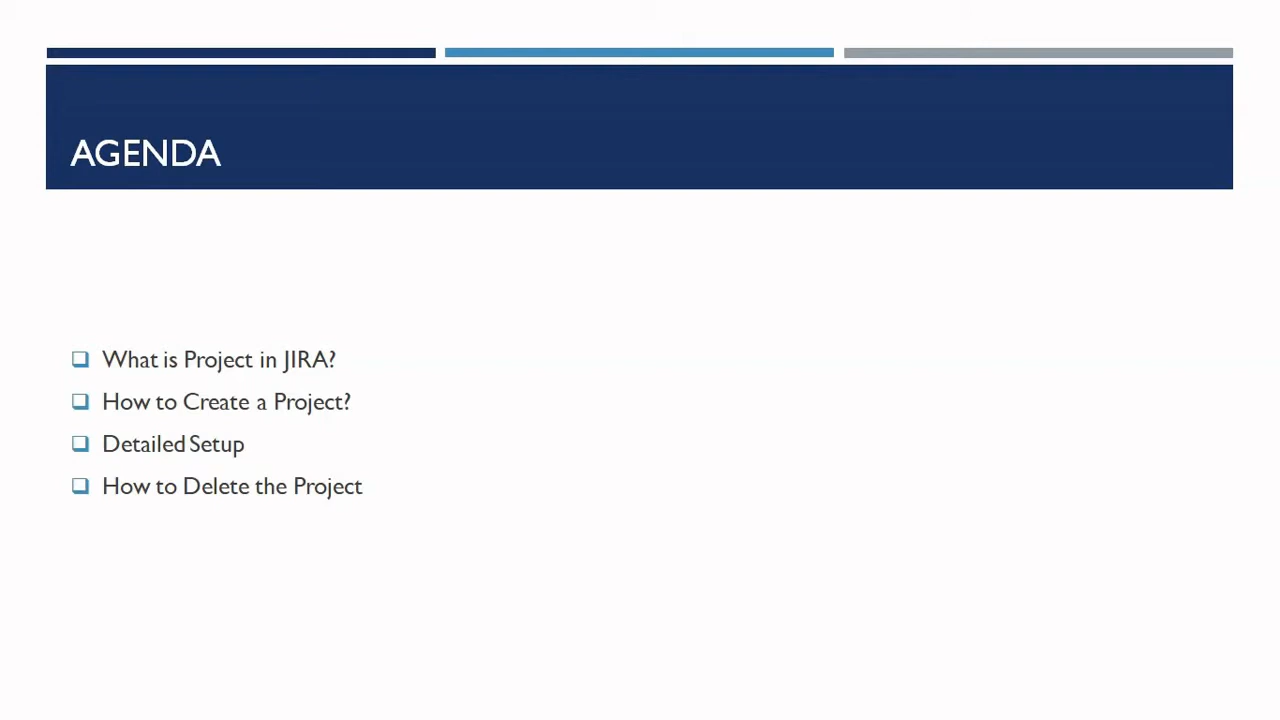 AGENDA
What is Project in JIRA?
How to Create a Project?
Detailed Setup
How to Delete the Project